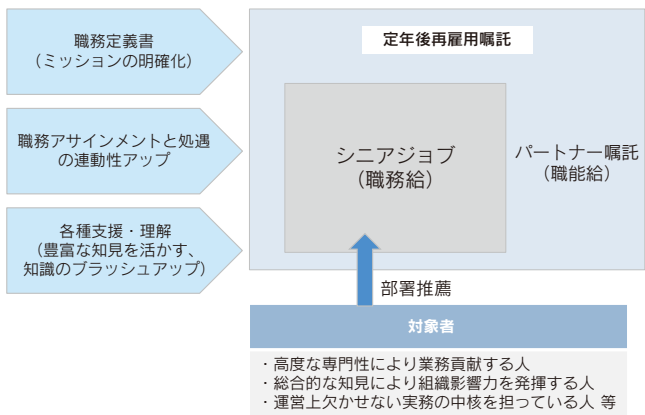 職務定義書
（ミッションの明確化）
職務アサインメントと処遇
の連動性アップ
各種支援・理解
（豊富な知見を活かす、
知識のブラッシュアップ）
定年後再雇用嘱託
シニアジョブ
（職務給）
パートナー嘱託
（職能給）
部署推薦
対象者
・高度な専門性により業務貢献する人
・総合的な知見により組織影響力を発揮する人
・運営上欠かせない実務の中核を担っている人 等